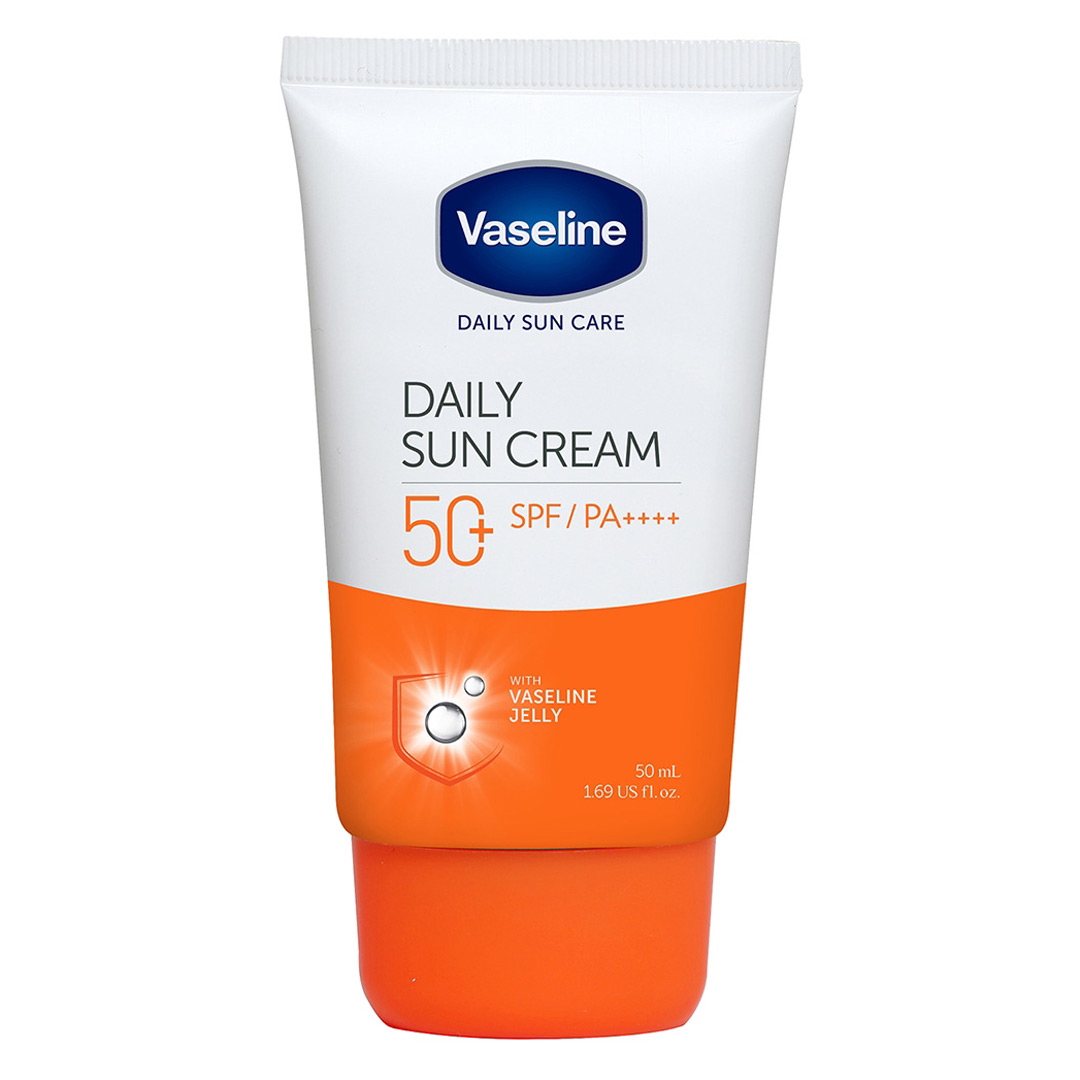 Vaseline
DAILY SUN CARE
DAILY
SUN CREAM
50+ SPF / PA++++
WITH
VASELINE
JELLY
50 mL
1.69 US fl. oz.